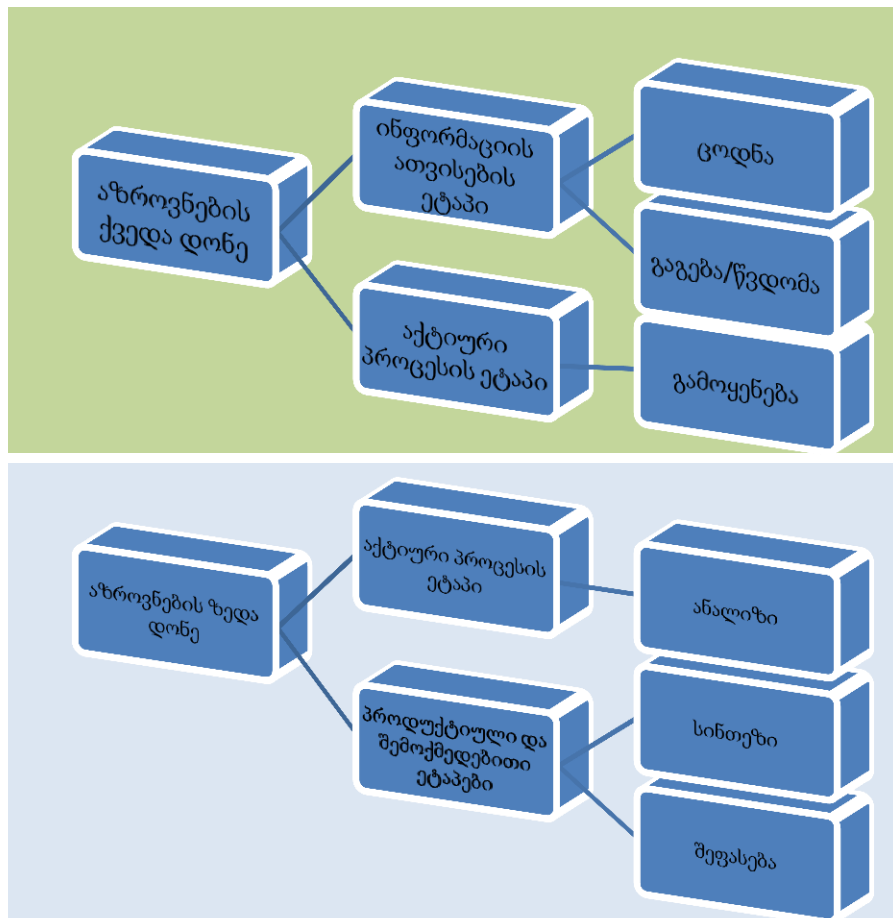 აზროვნების
ქვედა დონე
ინფორმაციის
ათვისების
ეტაპი
ცოდნა
გაგება/წვდომა
აქტიური
პროცესის ეტაპი
გამოყენება
აზროვნების ზედა
დონე
აქტიური პროცესის
ეტაპი
ანალიზი
პროდუქტიული და
შემოქმედებითი
ეტაპები
სინთეზი
შეფასება